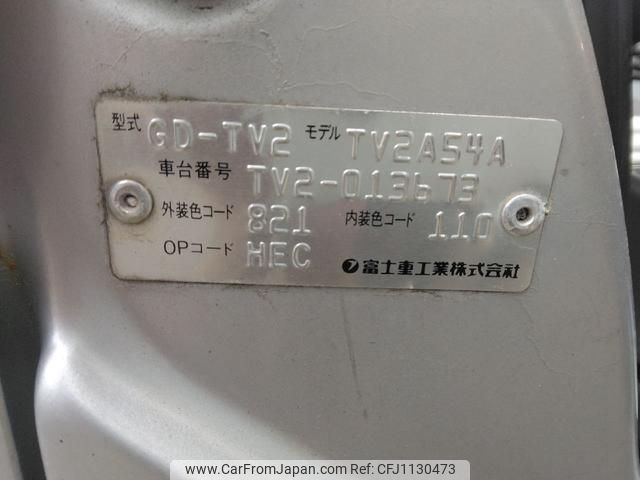 型式 GD-TV2 モデル TV2A54A
車台番号 TV2-013673
外装色コード 821 内装色コード 110
OPコード HEC
富士重工業株式会社
www.CarFromJapan.com - CFJ1130473